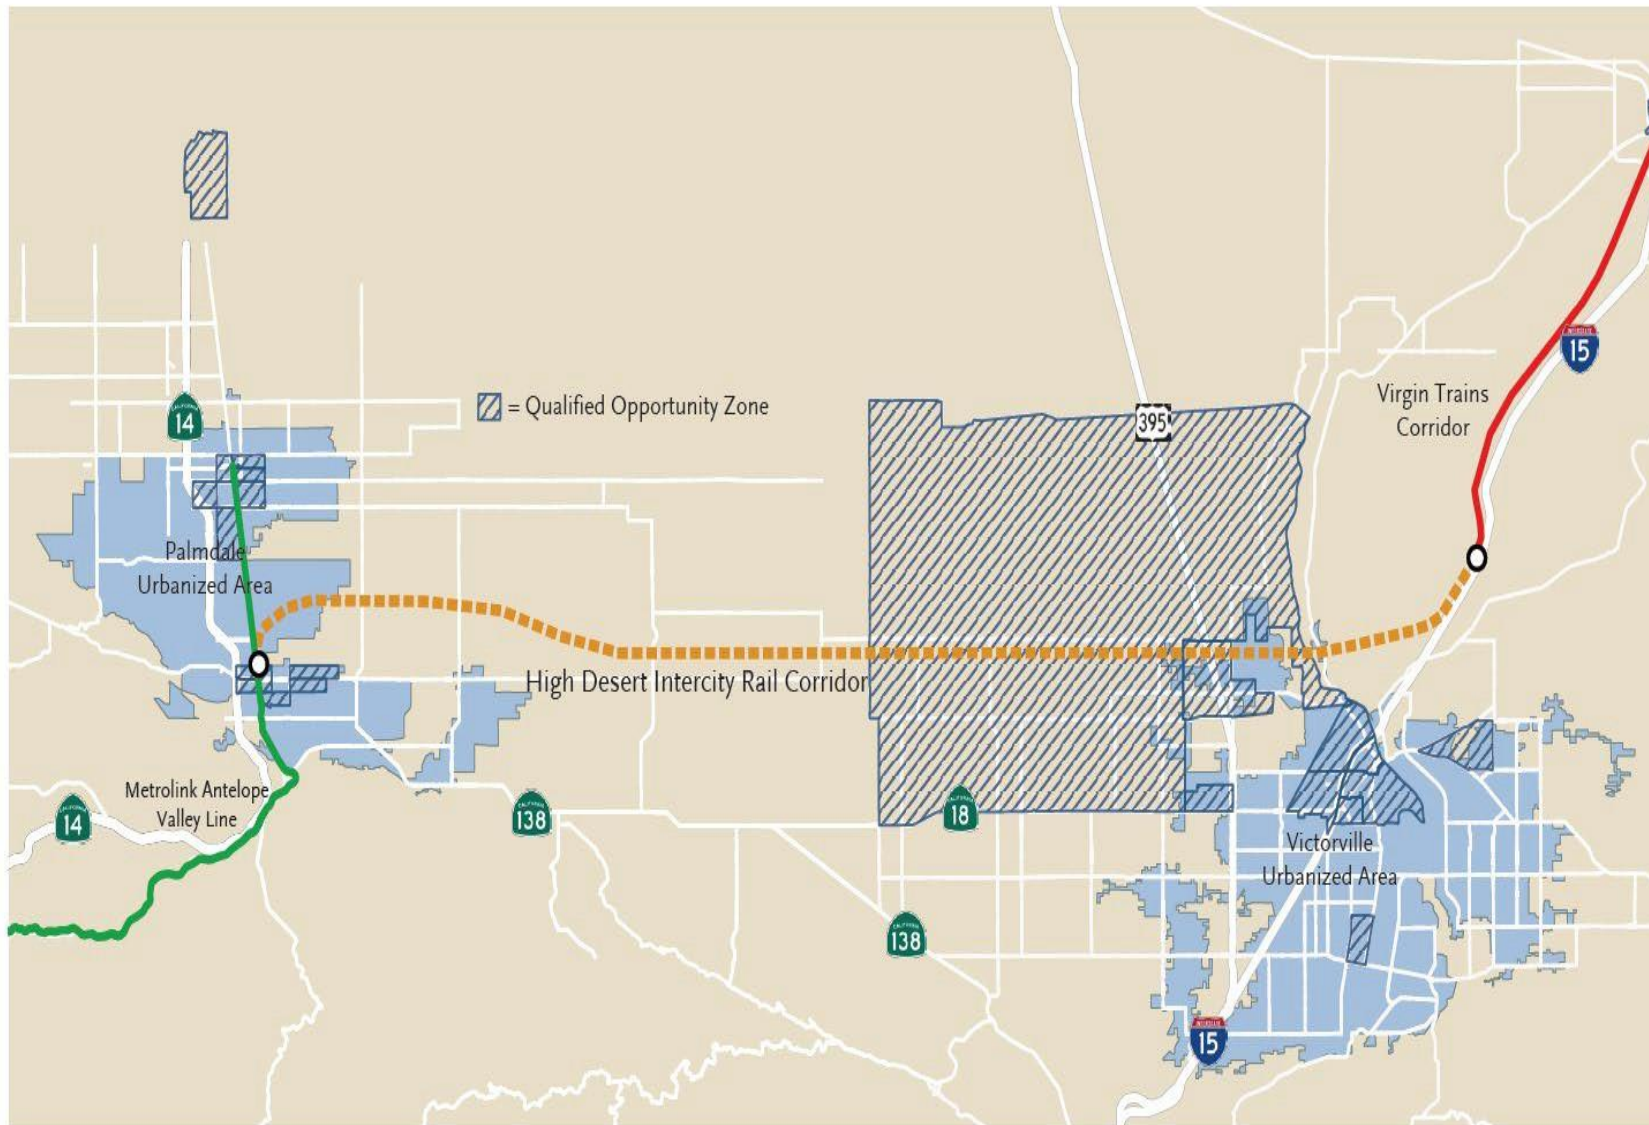 14
= Qualified Opportunity Zone
395
15
Virgin Trains
Corridor
Palmdale
Urbanized Area
High Desert Intercity Rail Corridor
Metrolink Antelope
Valley Line
14
138
18
Victorville
Urbanized Area
138
15